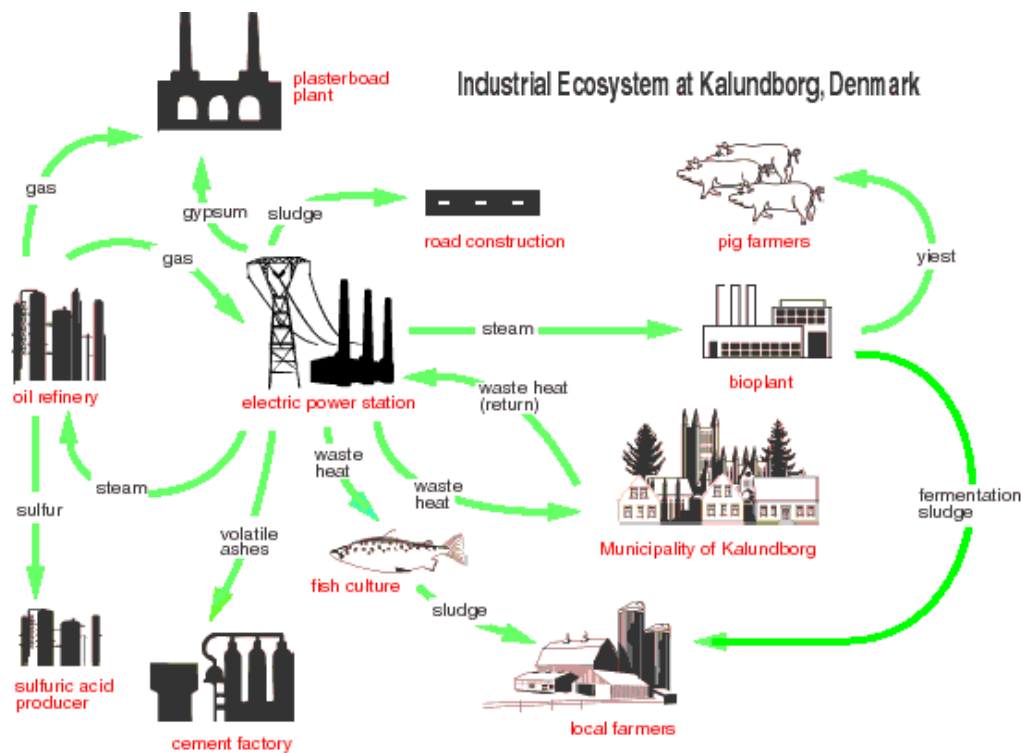 Industrial Ecosystem at Kalundborg, Denmark
plasterboad
plant
gas
gypsum
sludge
road construction
pig farmers
gas
yiest
steam
bioplant
oil refinery
electric power station
waste heat
(return)
steam
waste
heat
waste
heat
sulfur
volatile
ashes
fermentation
sludge
Municipality of Kalundborg
fish culture
sludge
sulfuric acid
producer
local farmers
cement factory